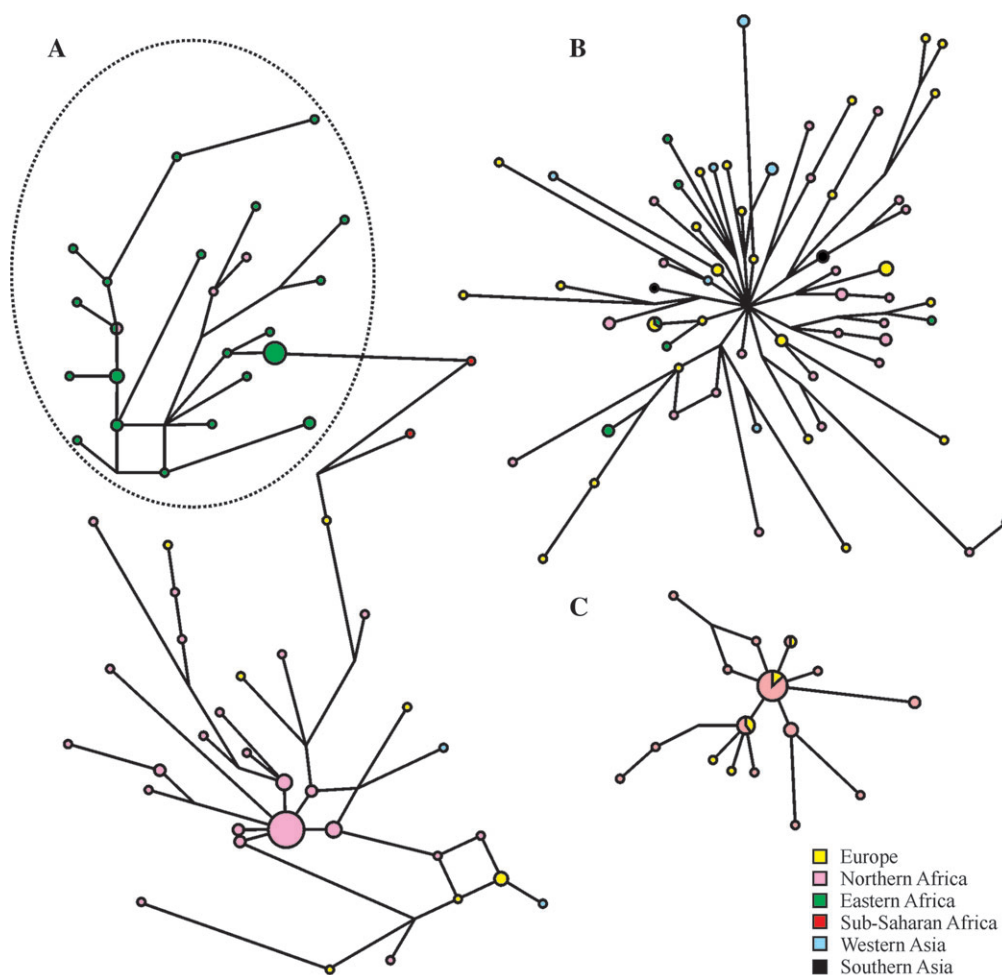 A
B
C
Europe
Northern Africa
Eastern Africa
Sub-Saharan Africa
Western Asia
Southern Asia